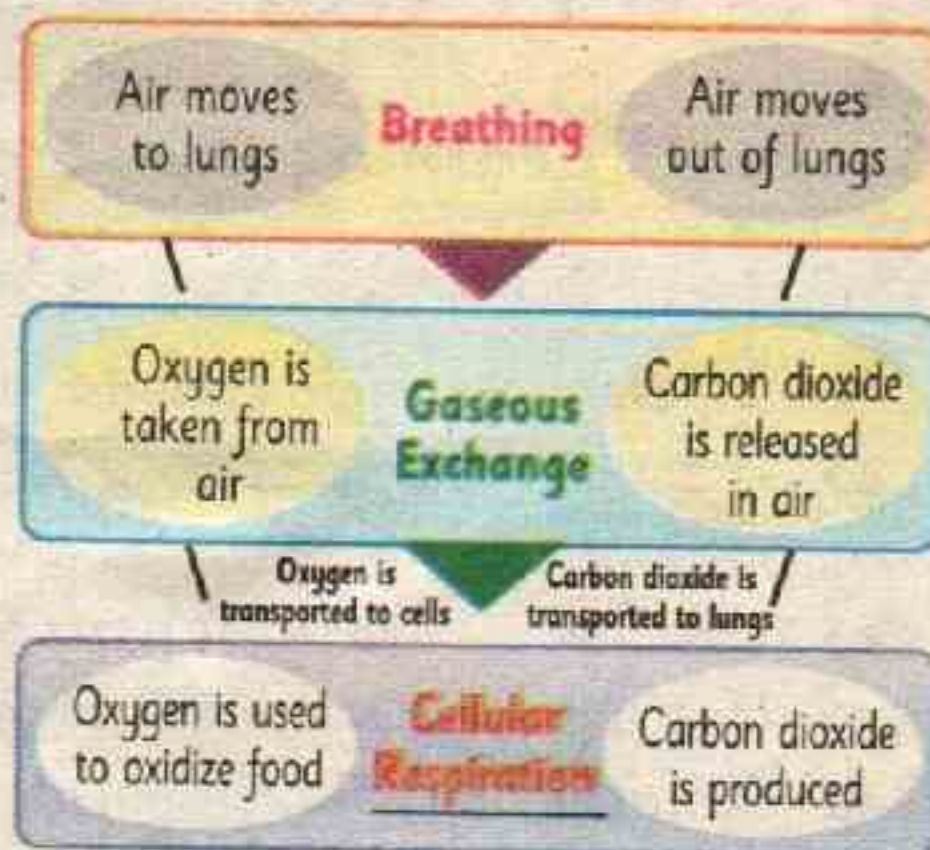 Air moves
to lungs
Breathing
Air moves
out of lungs
Oxygen is
taken from
air
Gaseous
Exchange
Carbon dioxide
is released
in air
Oxygen is
transported to cells
Carbon dioxide is
transported to lungs
Oxygen is used
to oxidize food
Cellular
Respiration
Carbon dioxide
is produced